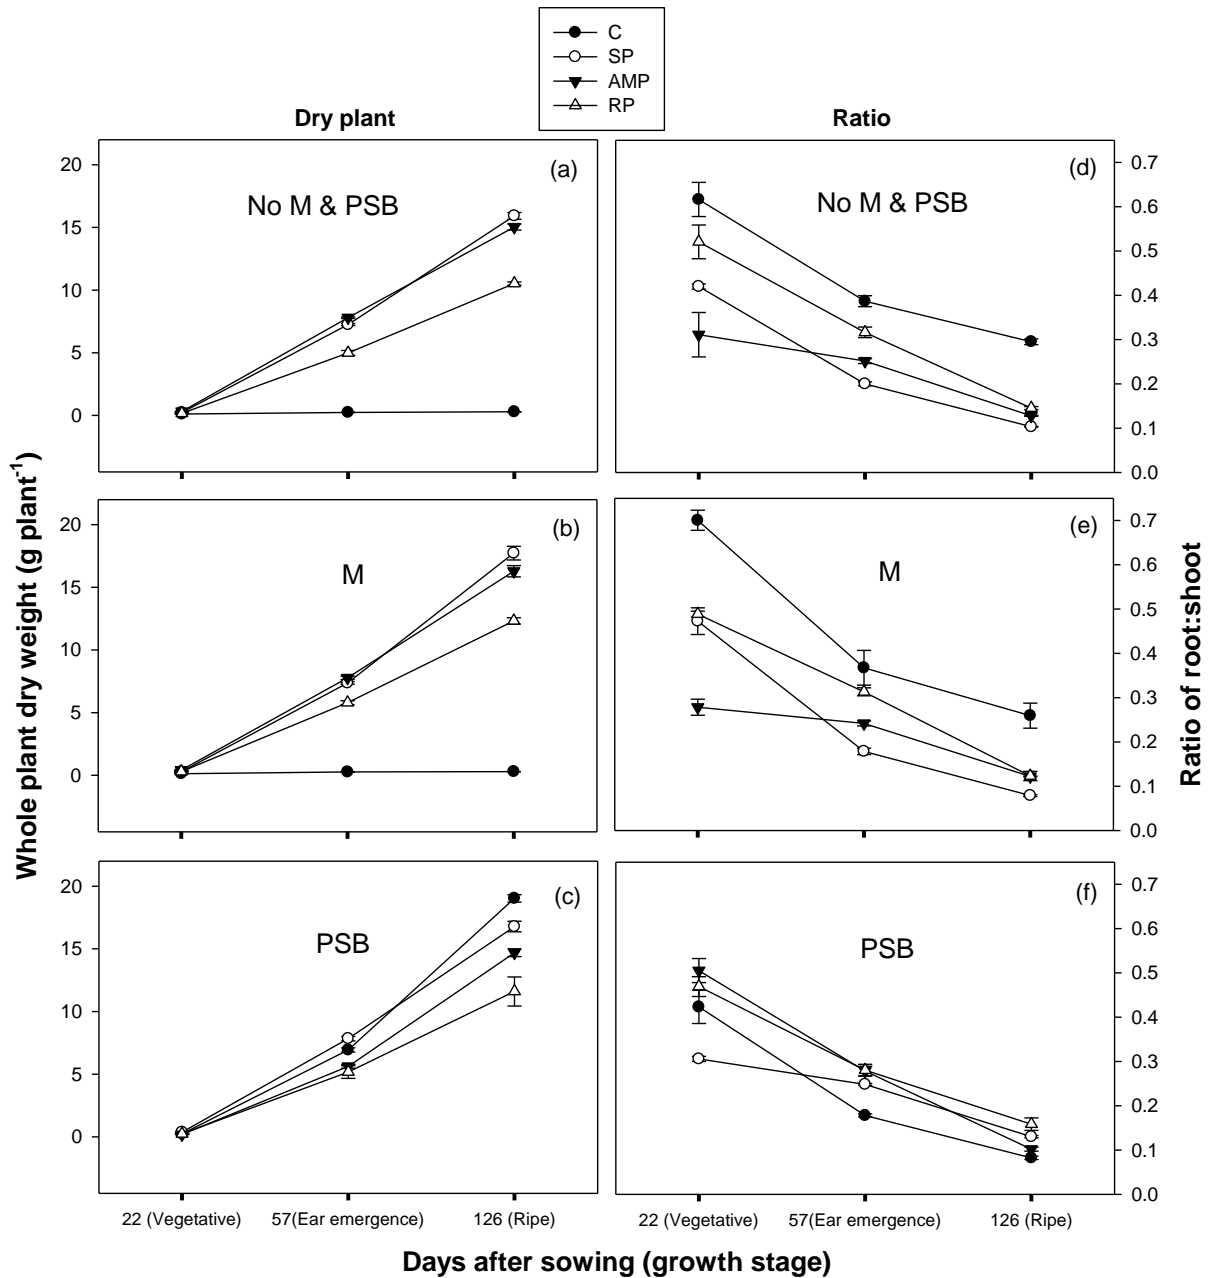 C
SP
AMP
RP
Dry plant
Ratio
(a)
No M & PSB
20
15
10
5
0
(d)
No M & PSB
0.7
0.6
0.5
0.4
0.3
0.2
0.1
0.0
(b)
M
20
15
10
5
0
(e)
M
0.7
0.6
0.5
0.4
0.3
0.2
0.1
0.0
(c)
PSB
20
15
10
5
0
(f)
PSB
0.7
0.6
0.5
0.4
0.3
0.2
0.1
0.0
Whole plant dry weight (g plant⁻¹)
Ratio of root:shoot
22 (Vegetative) 57(Ear emergence) 126 (Ripe)
22 (Vegetative) 57(Ear emergence) 126 (Ripe)
Days after sowing (growth stage)